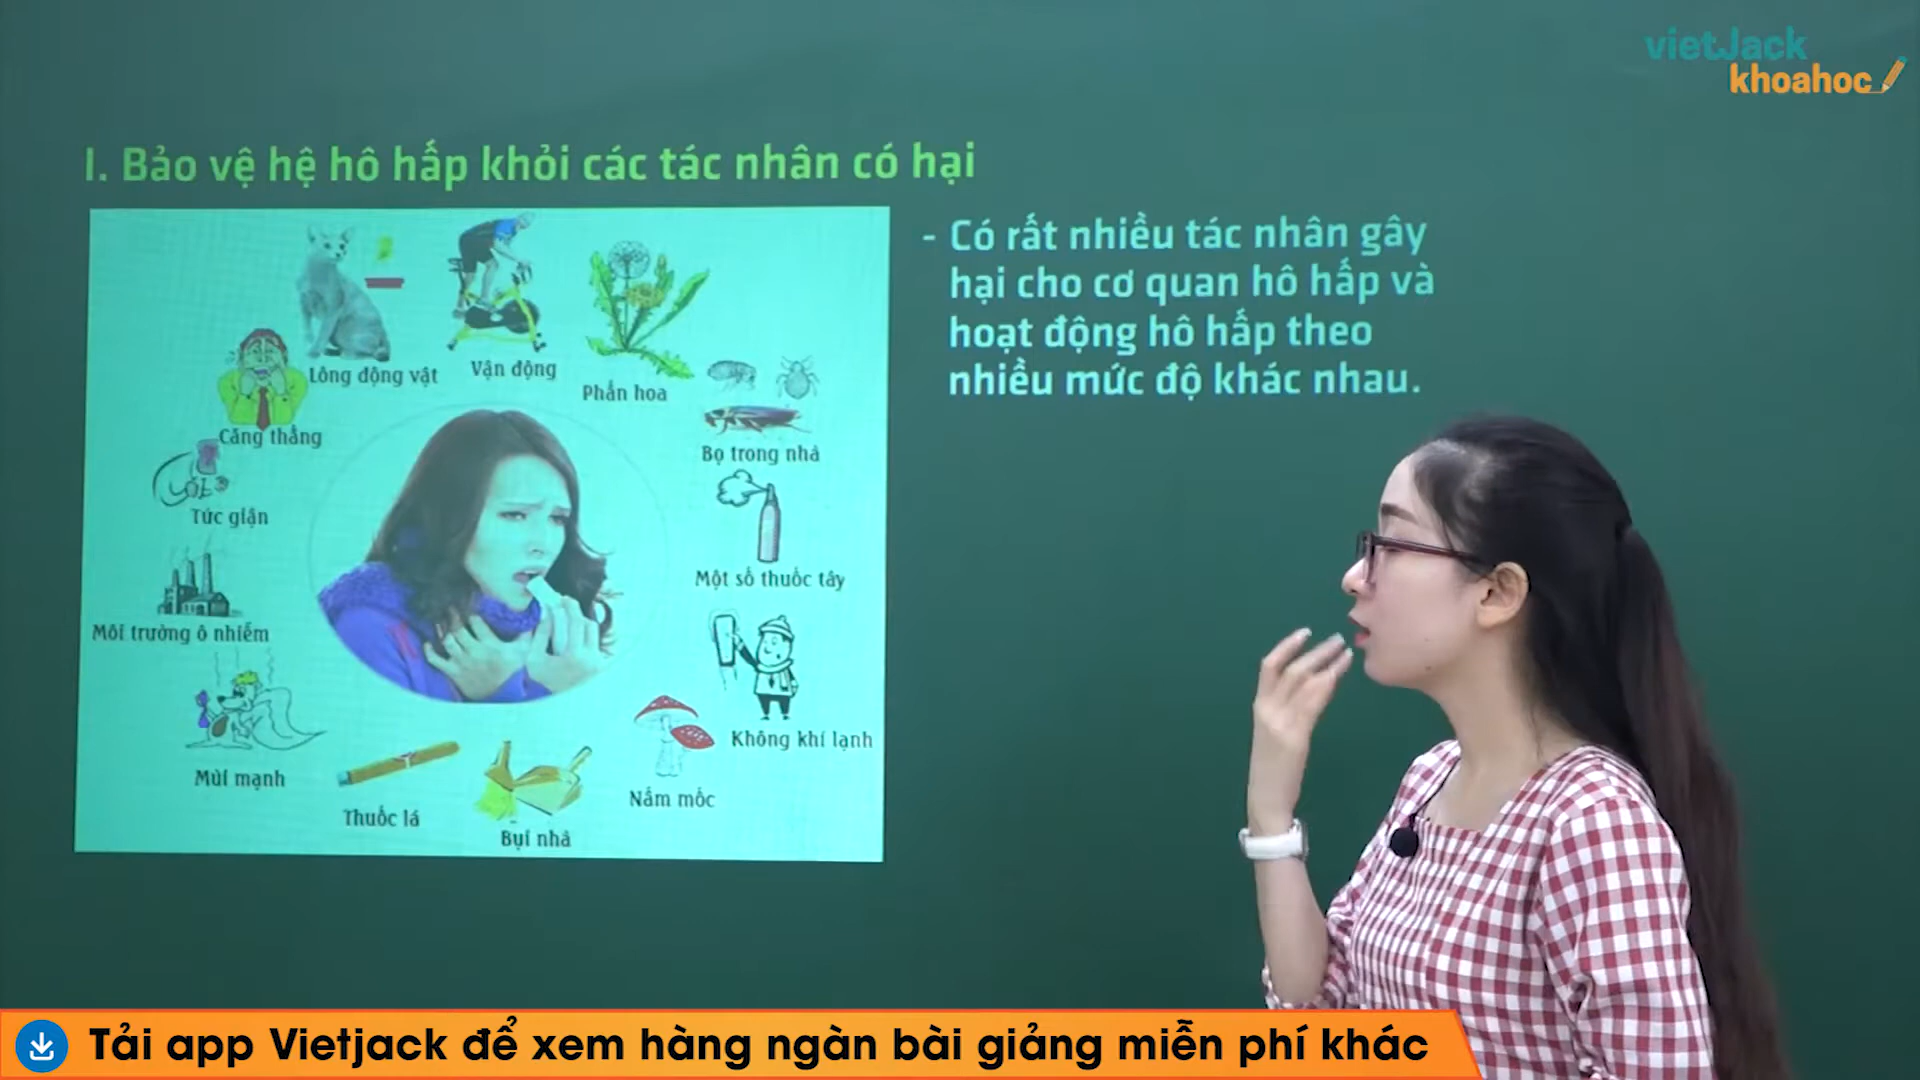 vietJack
khoahoc
I. Bảo vệ hệ hô hấp khỏi các tác nhân có hại
- Có rất nhiều tác nhân gây
hại cho cơ quan hô hấp và
hoạt động hô hấp theo
nhiều mức độ khác nhau.
Lông động vật
Vận động
Phấn hoa
Căng thẳng
Bọ trong nhà
Tức giận
Một số thuốc tây
Môi trường ô nhiễm
Không khí lạnh
Mùi mạnh
Thuốc lá
Bụi nhà
Nấm mốc
Tải app Vietjack để xem hàng ngàn bài giảng miễn phí khác